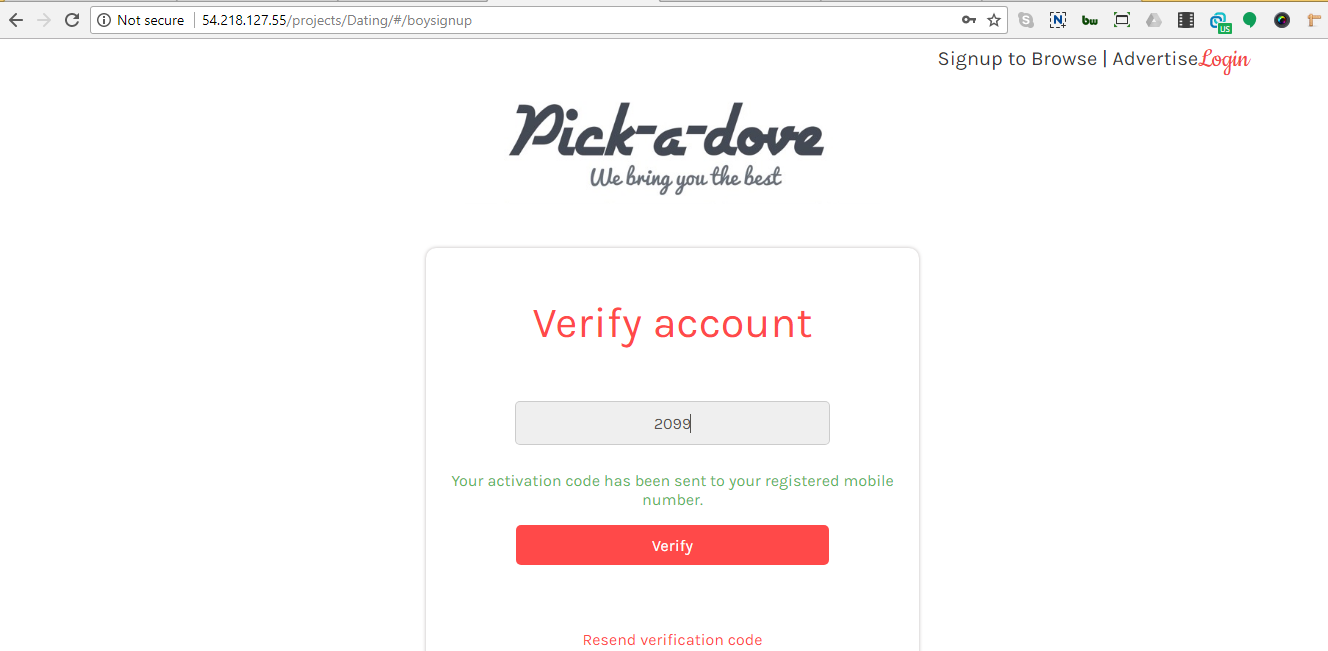 Not secure
54.218.127.55/projects/Dating/#/boysignup
N
bw
US
Signup to Browse | Advertise Login
Pick-a-dove
We bring you the best
Verify account
2099
Your activation code has been sent to your registered mobile
number.
Verify
Resend verification code